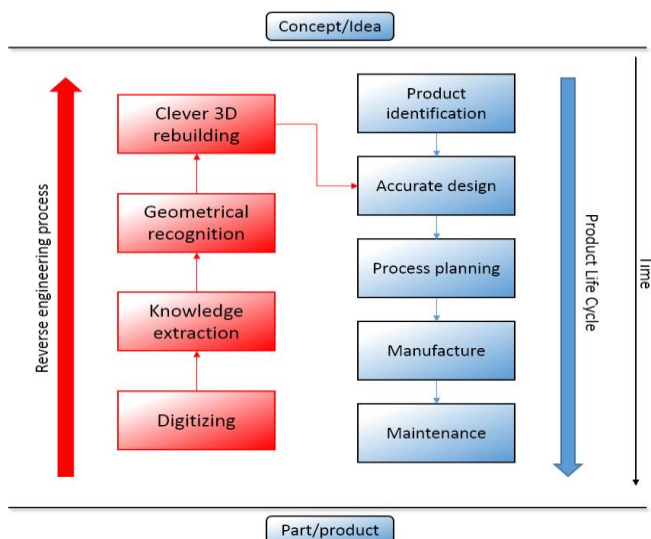 Concept/Idea
Reverse engineering process
Clever 3D
rebuilding
Geometrical
recognition
Knowledge
extraction
Digitizing
Product
identification
Accurate design
Process planning
Manufacture
Maintenance
Product Life Cycle
Time
Part/product